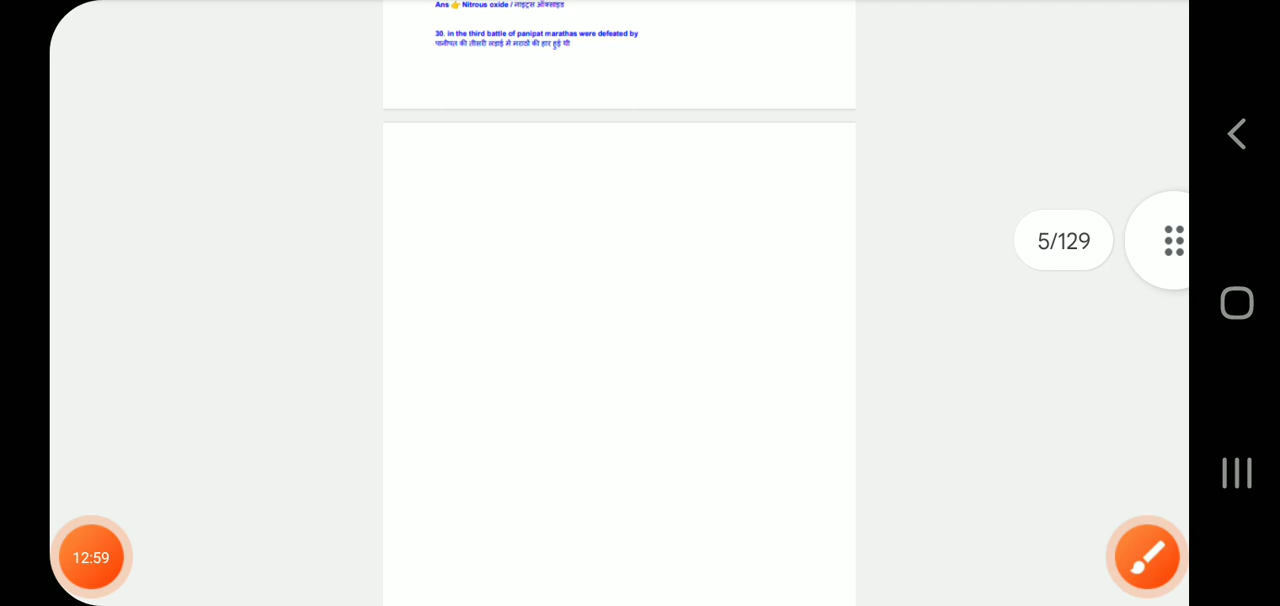 Ans 👉 Nitrous oxide / नाइट्रस ऑक्साइड
30. in the third battle of panipat marathas were defeated by
पानीपत की तीसरी लड़ाई में मराठों की हार हुई थी
5/129
12:59